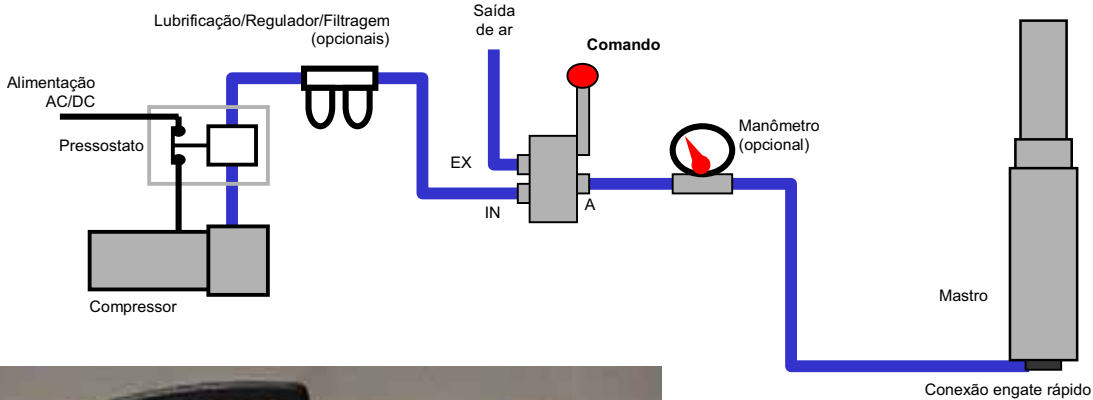 Lubrificação/Regulador/Filtragem
(opcionais)
Saída
de ar
Comando
Alimentação
AC/DC
Pressostato
Manômetro
(opcional)
EX
IN
A
Compressor
Mastro
Conexão engate rápido